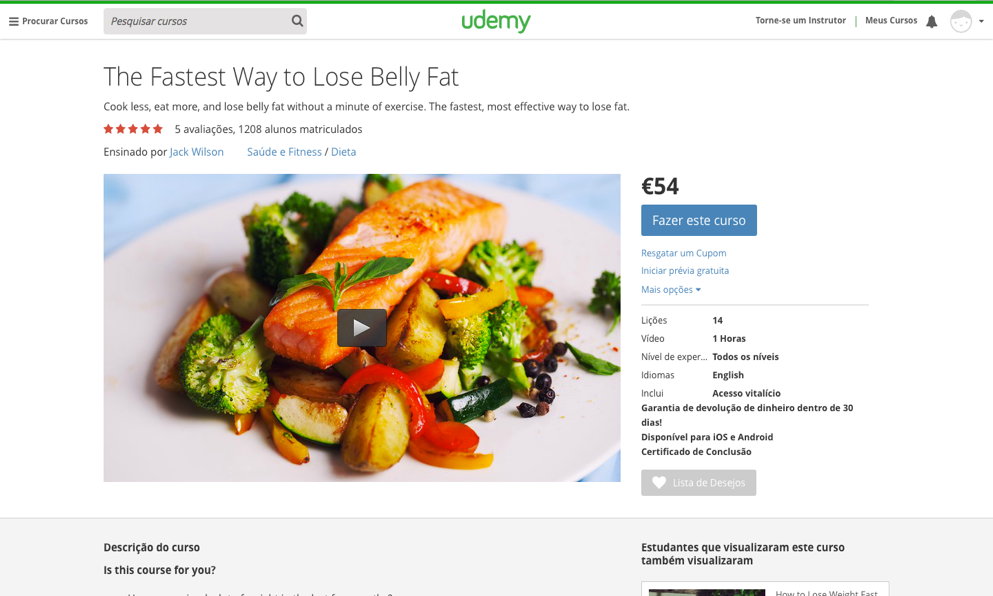 Procurar Cursos
Pesquisar cursos
udemy
Torne-se um Instrutor | Meus Cursos
The Fastest Way to Lose Belly Fat
Cook less, eat more, and lose belly fat without a minute of exercise. The fastest, most effective way to lose fat.
5 avaliações, 1208 alunos matriculados
Ensinado por Jack Wilson Saúde e Fitness / Dieta
€54
Fazer este curso
Resgatar um Cupom
Iniciar prévia gratuita
Mais opções
Lições 14
Vídeo 1 Horas
Nível de exper... Todos os níveis
Idiomas English
Inclui Acesso vitalício
Garantia de devolução de dinheiro dentro de 30
dias!
Disponível para iOS e Android
Certificado de Conclusão
Lista de Desejos
Descrição do curso
Is this course for you?
Estudantes que visualizaram este curso
também visualizaram
How to Lose Weight Fast